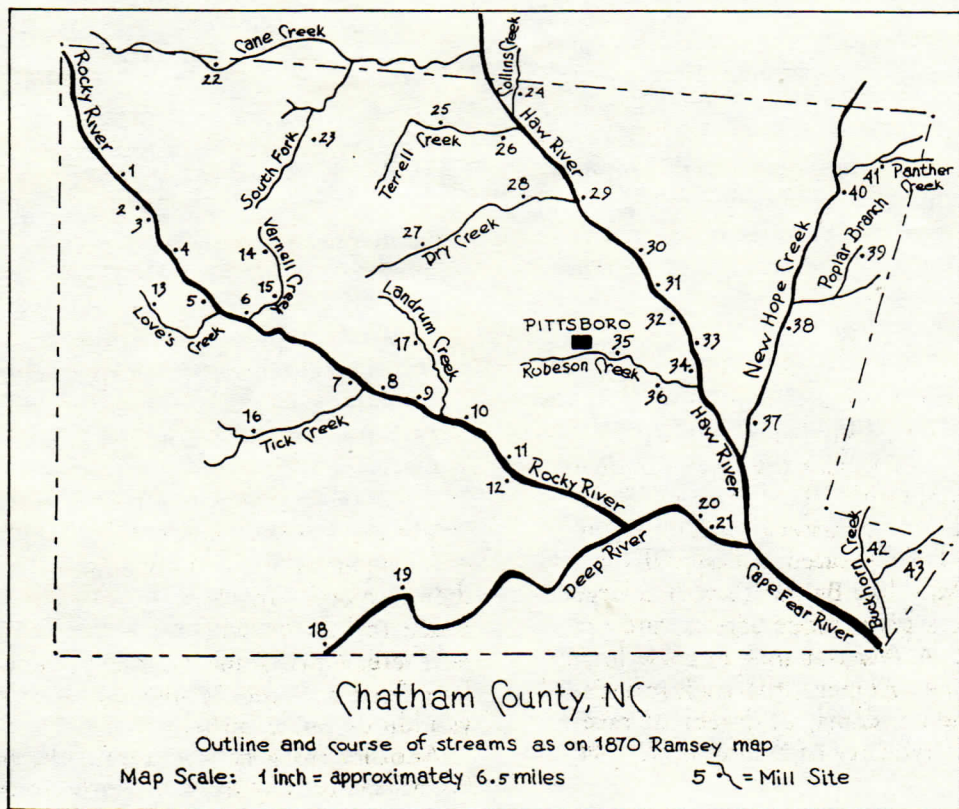 Cane Creek
22
Collins Creek
24
Rocky River
25
23
Terrell Creek
26
Haw River
South Fork
41
Panther Creek
1
40
2
3
28
29
Poplar Branch
27
Dry Creek
Varnell Creek
14
4
30
39
New Hope Creek
31
13
5
6
15
Landrum Creek
Love's Creek
32
PITTSBORO
35
33
38
17
Robeson Creek
34
36
7
8
9
10
16
Tick Creek
37
Haw River
11
12
Rocky River
20
21
Deep River
Buckhorn Creek
42
43
19
Cape Fear River
18
Chatham County, NC
Outline and course of streams as on 1870 Ramsey map
Map Scale: 1 inch = approximately 6.5 miles
5 = Mill Site